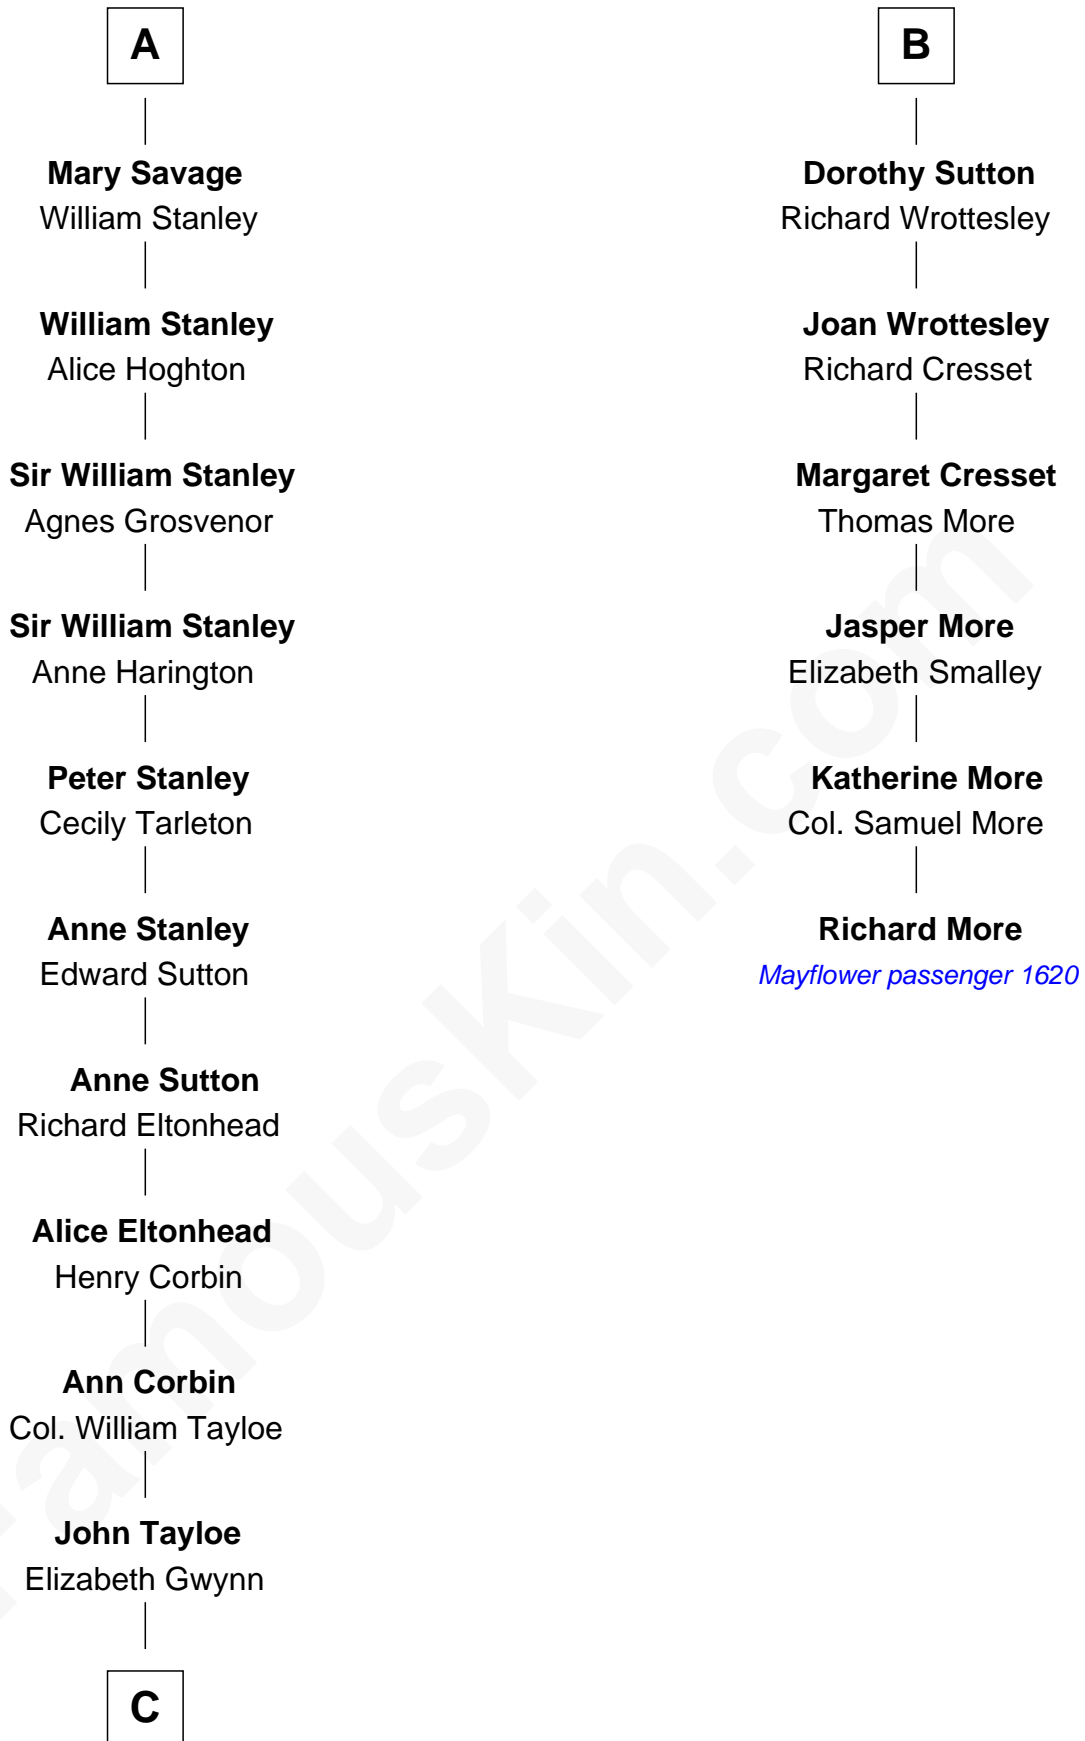 A
Mary Savage
William Stanley
William Stanley
Alice Hoghton
Sir William Stanley
Agnes Grosvenor
Sir William Stanley
Anne Harington
Peter Stanley
Cecily Tarleton
Anne Stanley
Edward Sutton
Anne Sutton
Richard Eltonhead
Alice Eltonhead
Henry Corbin
Ann Corbin
Col. William Tayloe
John Tayloe
Elizabeth Gwynn
C
B
Dorothy Sutton
Richard Wrottesley
Joan Wrottesley
Richard Cresset
Margaret Cresset
Thomas More
Jasper More
Elizabeth Smalley
Katherine More
Col. Samuel More
Richard More
Mayflower passenger 1620
FamousKin.com